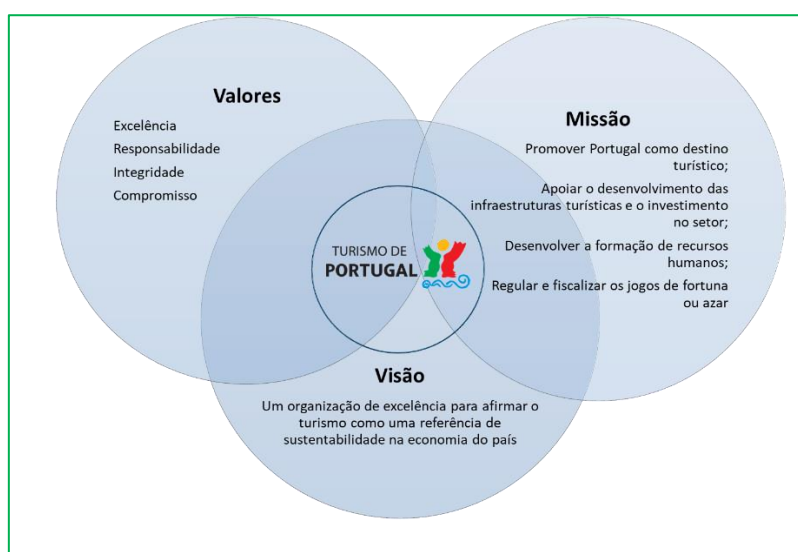 Valores
Excelência
Responsabilidade
Integridade
Compromisso
Missão
Promover Portugal como destino
turístico;
Apoiar o desenvolvimento das
infraestruturas turísticas e o investimento
no setor;
Desenvolver a formação de recursos
humanos;
Regular e fiscalizar os jogos de fortuna
ou azar
TURISMO DE
PORTUGAL
Visão
Um organização de excelência para afirmar o
turismo como uma referência de
sustentabilidade na economia do país